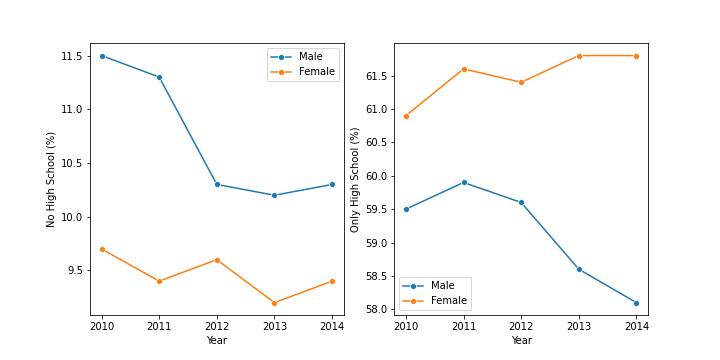 No High School (%)
11.5
11.0
10.5
10.0
9.5
2010 2011 2012 2013 2014
Year
Male
Female
Only High School (%)
61.5
61.0
60.5
60.0
59.5
59.0
58.5
58.0
2010 2011 2012 2013 2014
Year
Male
Female